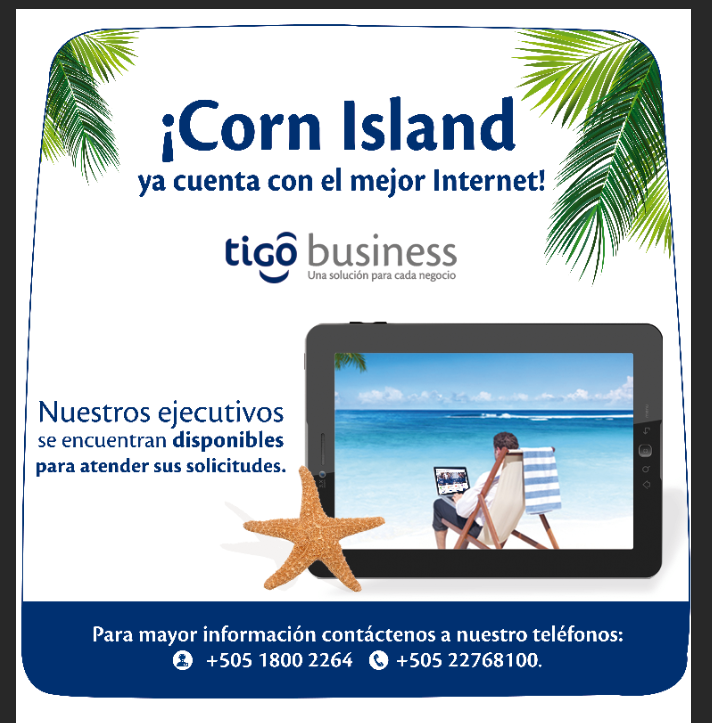 ¡Corn Island
ya cuenta con el mejor Internet!
tigo business
Una solución para cada negocio
Nuestros ejecutivos
se encuentran disponibles
para atender sus solicitudes.
Para mayor información contáctenos a nuestro teléfonos:
+505 1800 2264 +505 22768100.